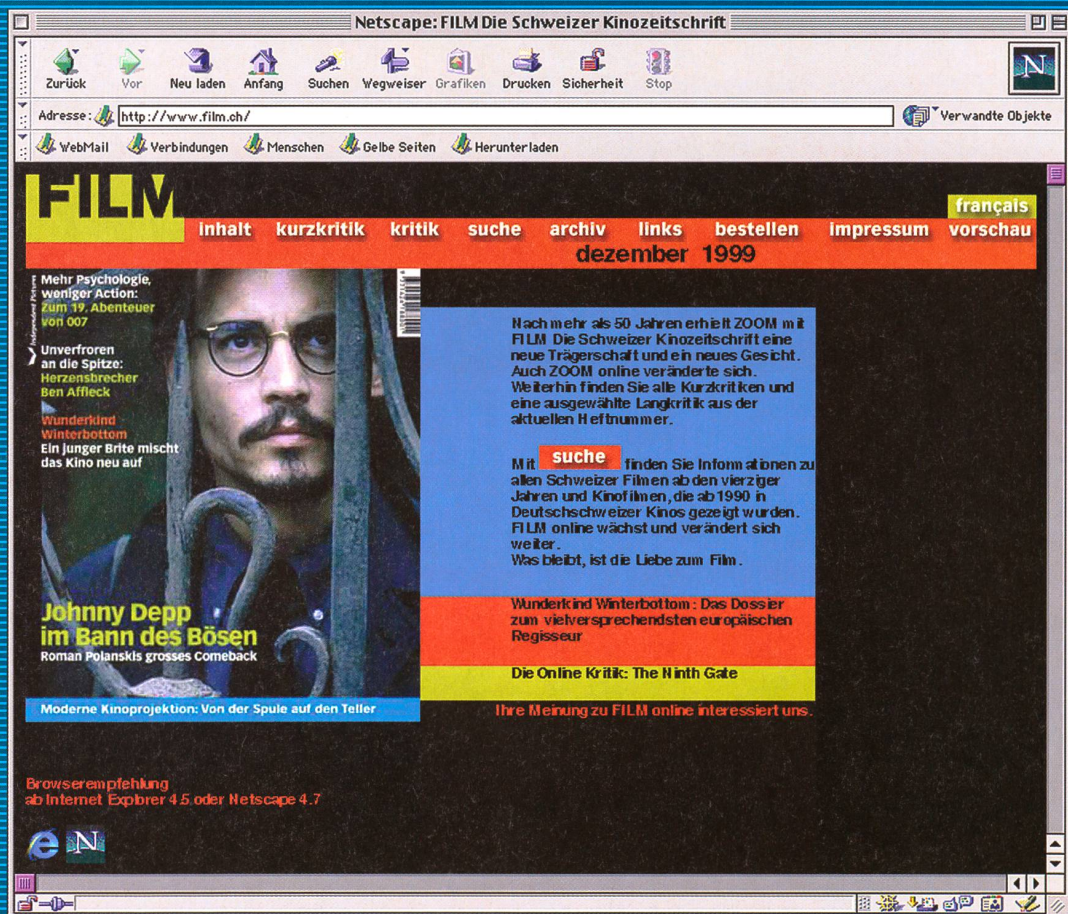 Netscape: FILM Die Schweizer Kinozeitschrift
Zurück Vor Neu laden Anfang Suchen Wegweiser Grafiken Drucken Sicherheit Stop
N
Adresse: http://www.film.ch/ Verwandte Objekte
WebMail Verbindungen Menschen Gelbe Seiten Herunterladen
FILM
français
inhalt kurzkritik kritik suche archiv links bestellen impressum vorschau
dezember 1999
Independent Pictures
Mehr Psychologie,
weniger Action:
Zum 19. Abenteuer
von 007
Unverfroren
an die Spitze:
Herzensbrecher
Ben Affleck
Wunderkind
Winterbottom
Ein junger Brite mischt
das Kino neu auf
Johnny Depp
im Bann des Bösen
Roman Polanskis grosses Comeback
Moderne Kinoprojektion: Von der Spule auf den Teller
Nach mehr als 50 Jahren erhielt ZOOM mit
FILM Die Schweizer Kinozeitschrift eine
neue Trägerschaft und ein neues Gesicht.
Auch ZOOM online veränderte sich.
Weiterhin finden Sie alle Kurzkritiken und
eine ausgewählte Langkritik aus der
aktuellen Heftnummer.
Mit suche finden Sie Informationen zu
allen Schweizer Filmen ab den vierziger
Jahren und Kinofilmen, die ab 1990 in
Deutschschweizer Kinos gezeigt wurden.
FILM online wächst und verändert sich
weiter.
Was bleibt, ist die Liebe zum Film.
Wunderkind Winterbottom: Das Dossier
zum vielversprechendsten europäischen
Regisseur
Die Online Kritik: The Ninth Gate
Ihre Meinung zu FILM online interessiert uns.
Browserempfehlung
ab Internet Explorer 4.5 oder Netscape 4.7
N